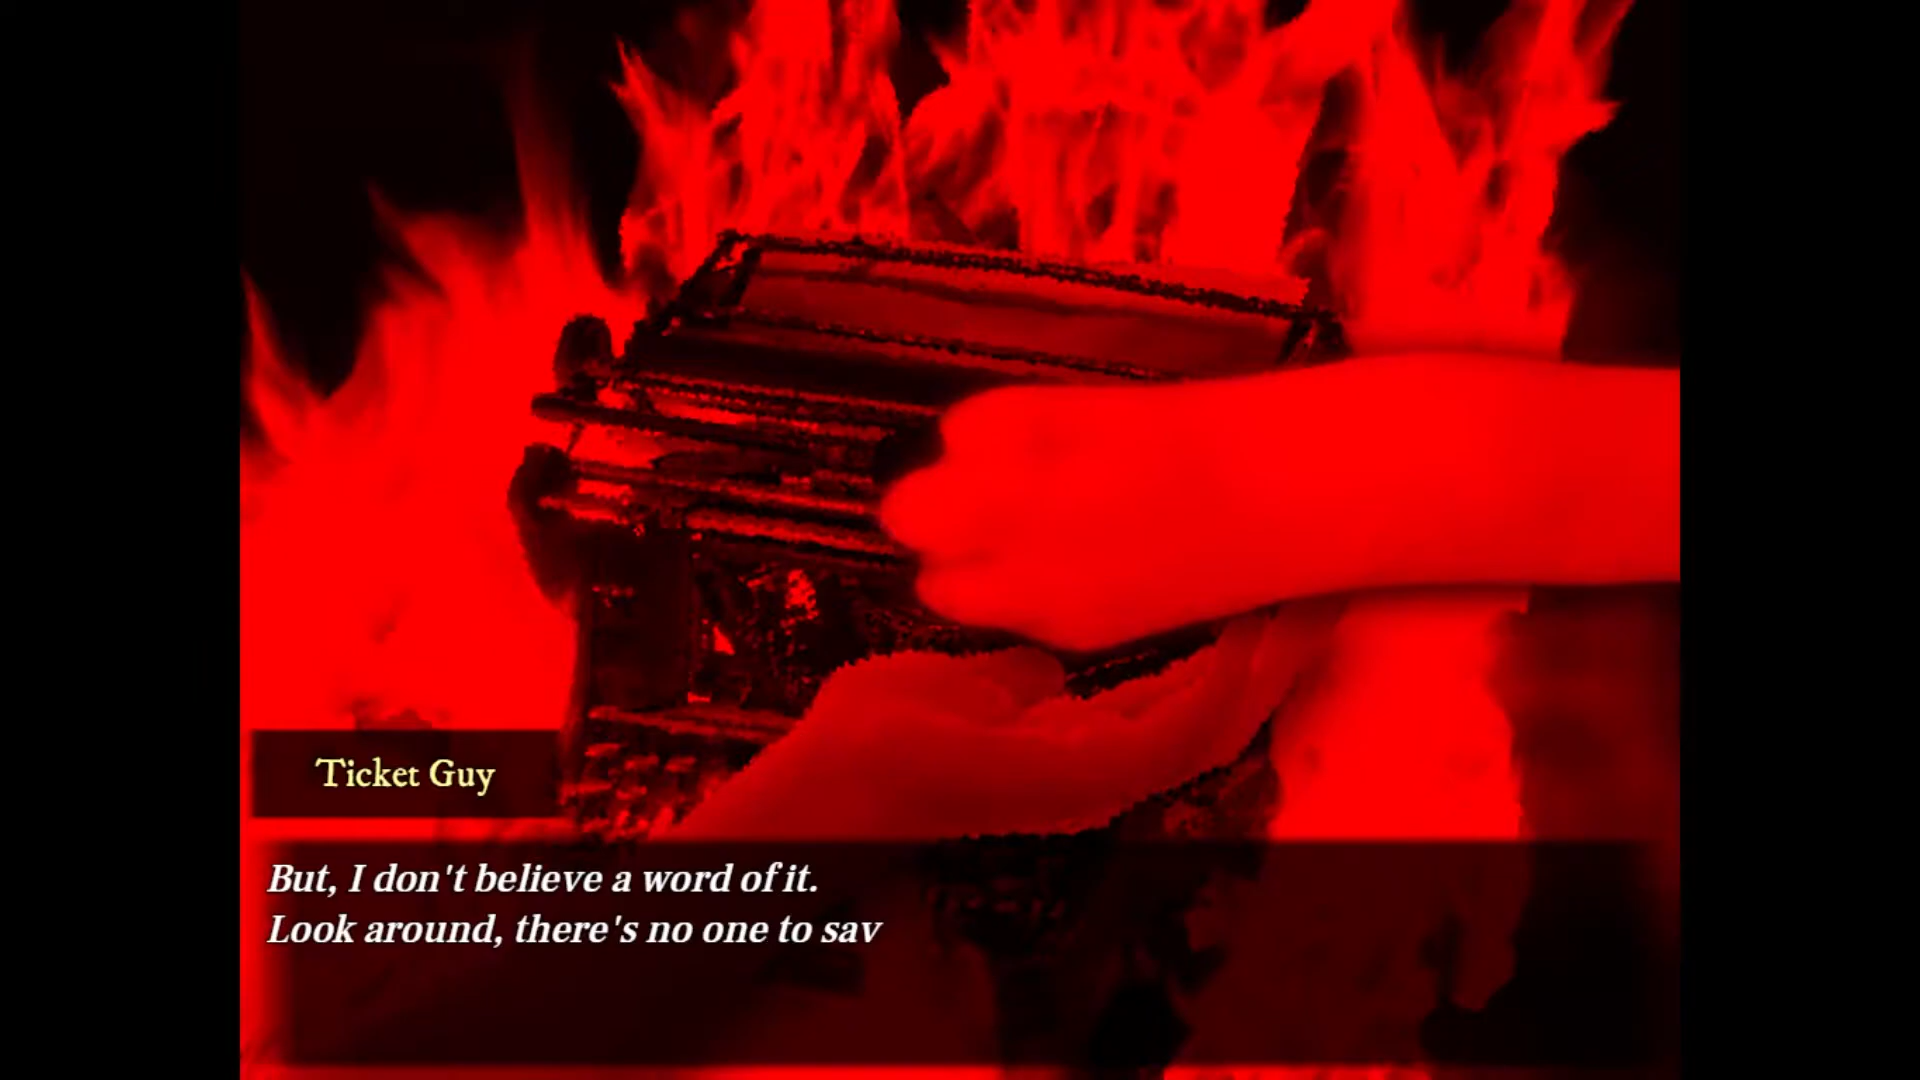 Ticket Guy
But, I don't believe a word of it.
Look around, there's no one to sav